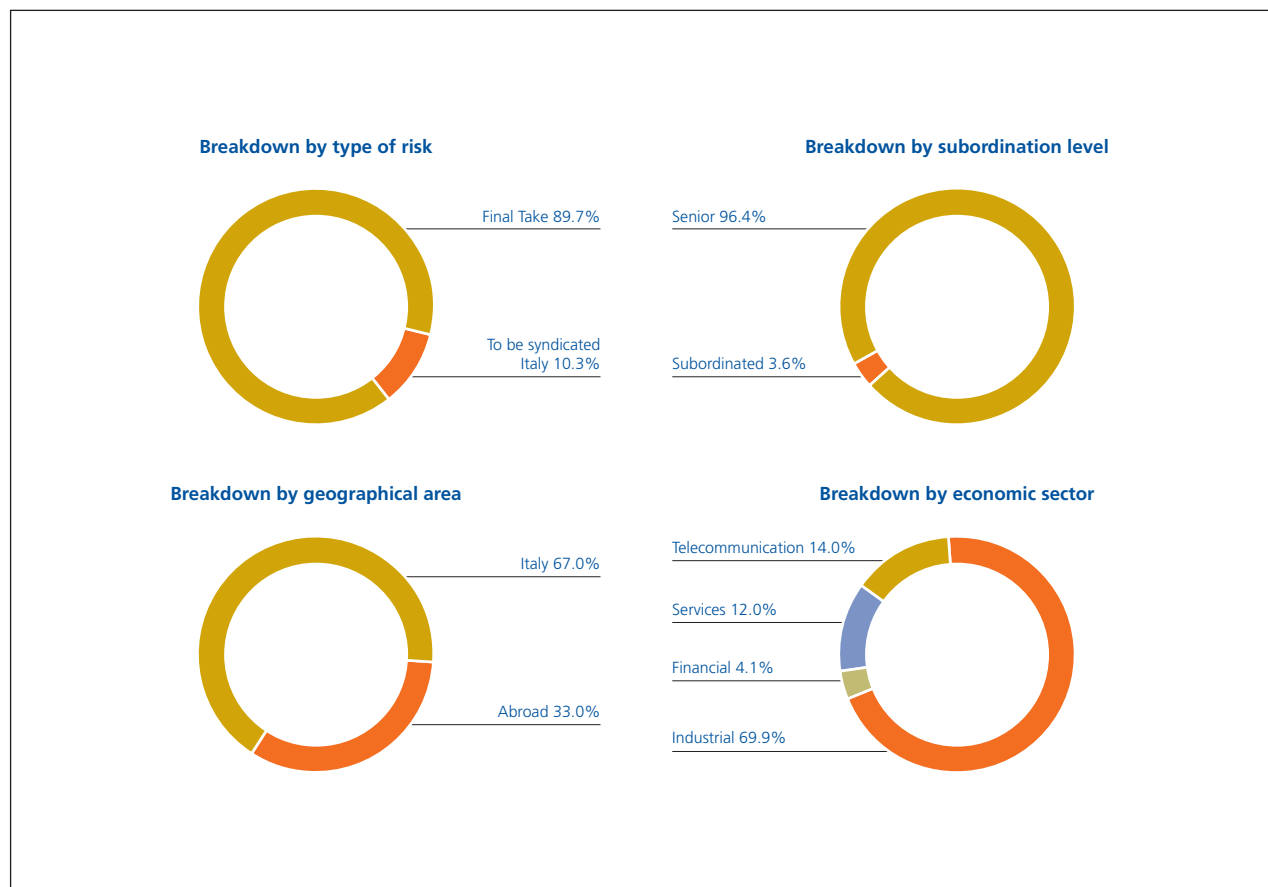 Breakdown by type of risk
Final Take 89.7%
To be syndicated
Italy 10.3%
Breakdown by subordination level
Senior 96.4%
Subordinated 3.6%
Breakdown by geographical area
Italy 67.0%
Abroad 33.0%
Breakdown by economic sector
Telecommunication 14.0%
Services 12.0%
Financial 4.1%
Industrial 69.9%